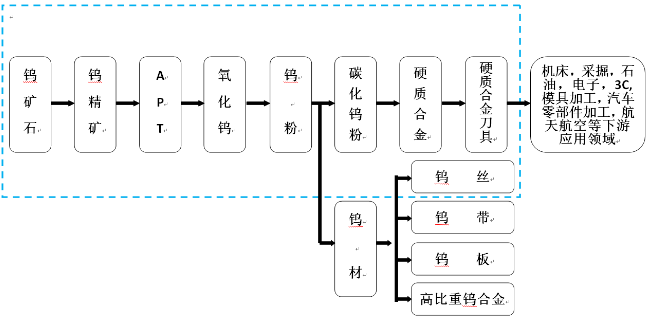 钨矿石
钨精矿
APT
氧化钨
钨粉
碳化钨粉
硬质合金
硬质合金刀具
机床，采掘，石
油，电子，3C,
模具加工，汽车
零部件加工，航
天航空等下游
应用领域
钨材
钨 丝
钨 带
钨 板
高比重钨合金